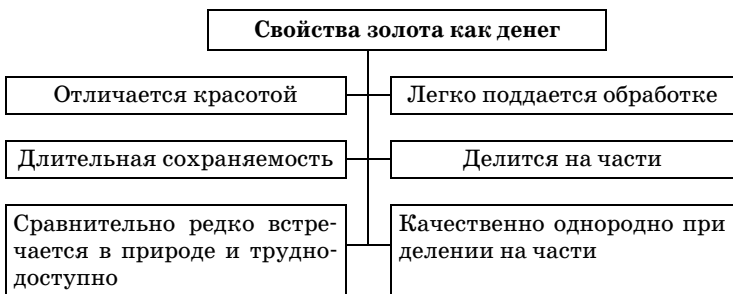 Свойства золота как денег
Отличается красотой
Легко поддается обработке
Длительная сохраняемость
Делится на части
Сравнительно редко встре-
чается в природе и трудно-
доступно
Качественно однородно при
делении на части